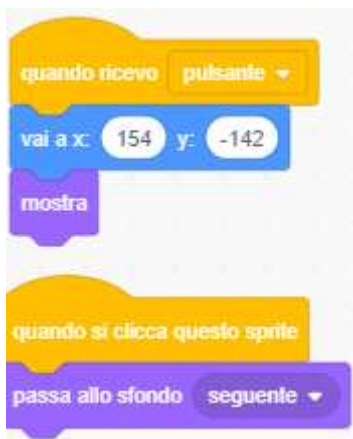 quando ricevo pulsante
vai a x: 154 y: -142
mostra
quando si clicca questo sprite
passa allo sfondo seguente